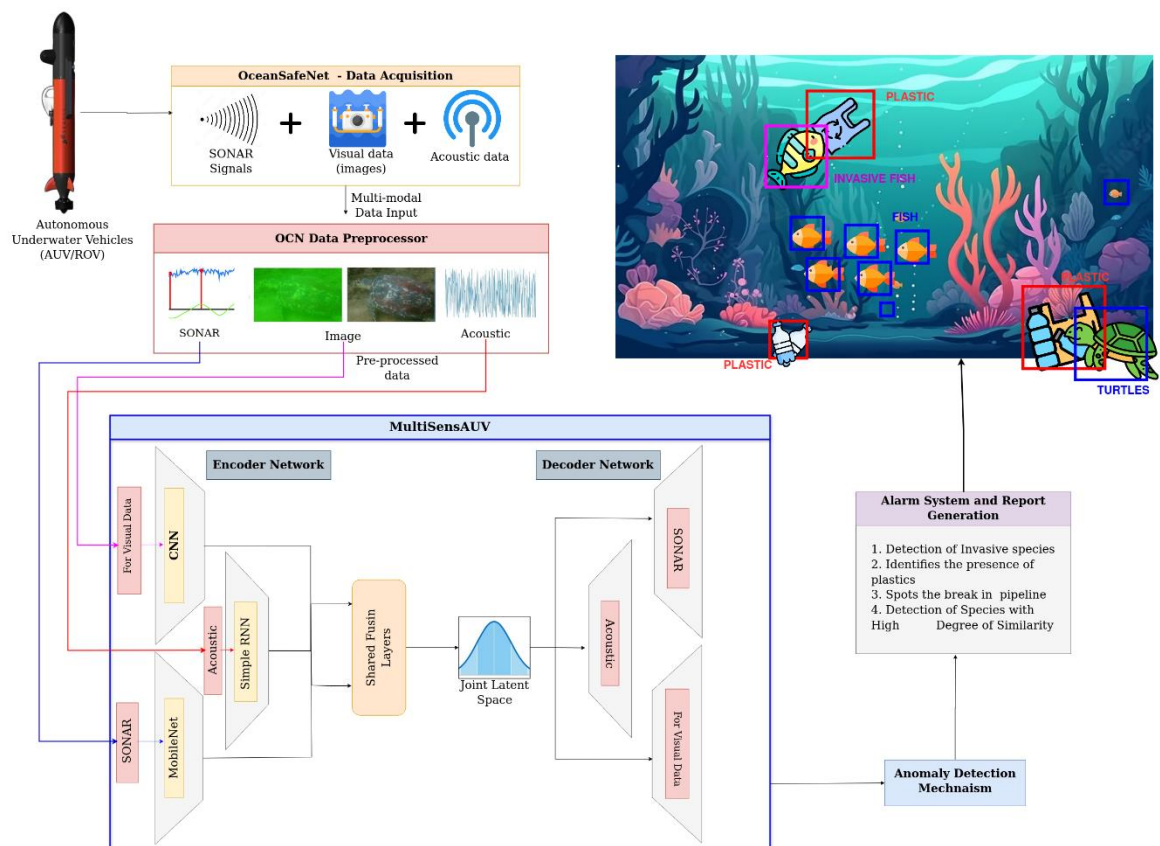 OceanSafeNet - Data Acquisition
SONAR
Signals
Visual data
(images)
Acoustic data
Autonomous
Underwater Vehicles
(AUV/ROV)
Multi-modal
Data Input
OCN Data Preprocessor
SONAR
Image
Acoustic
Pre-processed
data
PLASTIC
INVASIVE FISH
FISH
PLASTIC
PLASTIC
TURTLES
MultiSensAUV
Encoder Network
Decoder Network
For Visual Data
CNN
Acoustic
Simple RNN
SONAR
MobileNet
Shared Fusin
Layers
Joint Latent
Space
SONAR
Acoustic
For Visual Data
Alarm System and Report
Generation
1. Detection of Invasive species
2. Identifies the presence of
plastics
3. Spots the break in pipeline
4. Detection of Species with
High Degree of Similarity
Anomaly Detection
Mechnaism